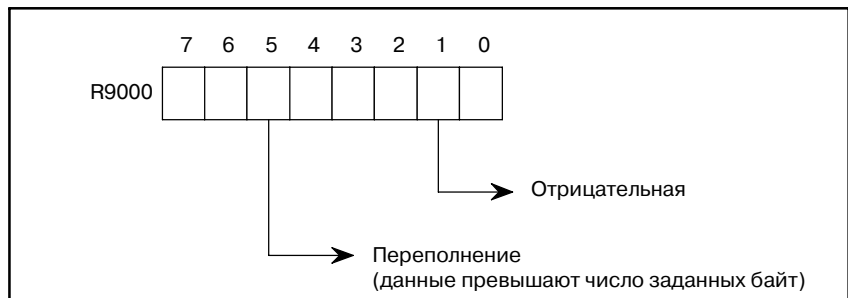 7 6 5 4 3 2 1 0
R9000
Отрицательная
Переполнение
(данные превышают число заданных байт)